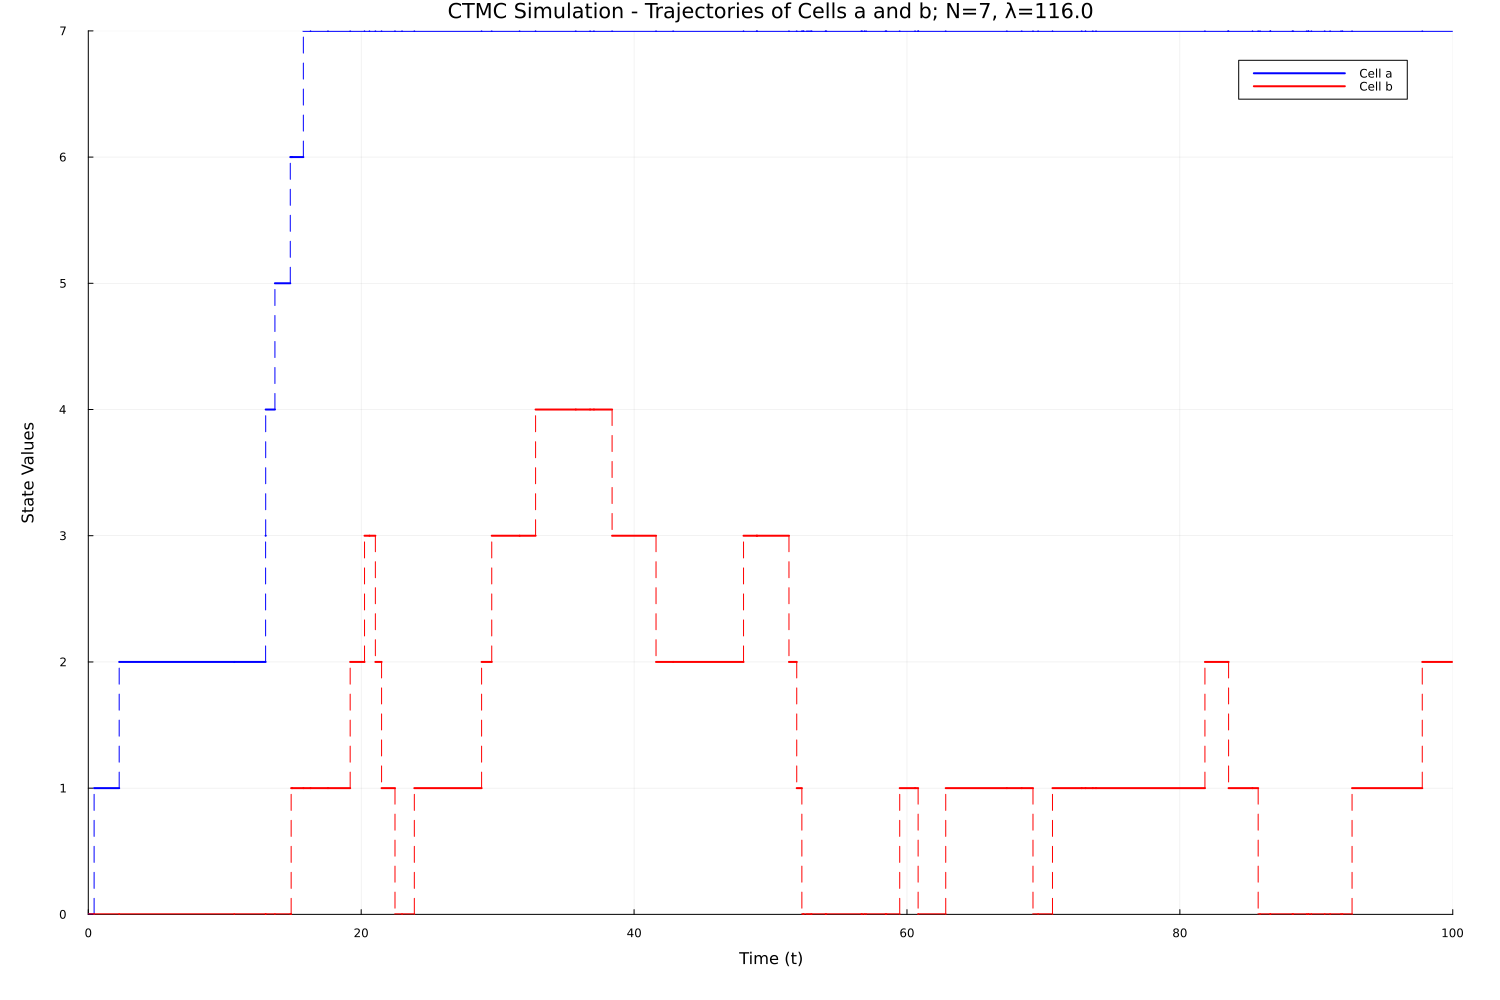 CTMC Simulation - Trajectories of Cells a and b; N=7, λ=116.0
7
6
5
4
3
2
1
0
State Values
Cell a
Cell b
0 20 40 60 80 100
Time (t)